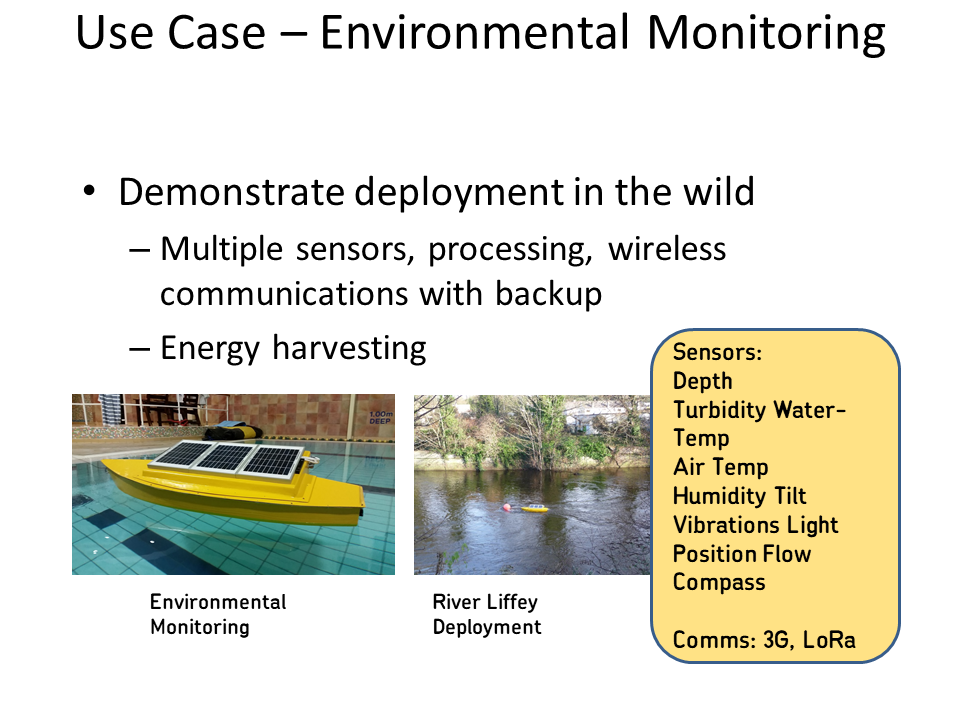 Use Case – Environmental Monitoring
• Demonstrate deployment in the wild
– Multiple sensors, processing, wireless
communications with backup
– Energy harvesting
1.00m
DEEP
Environmental
Monitoring
River Liffey
Deployment
Sensors:
Depth
Turbidity Water-
Temp
Air Temp
Humidity Tilt
Vibrations Light
Position Flow
Compass
Comms: 3G, LoRa